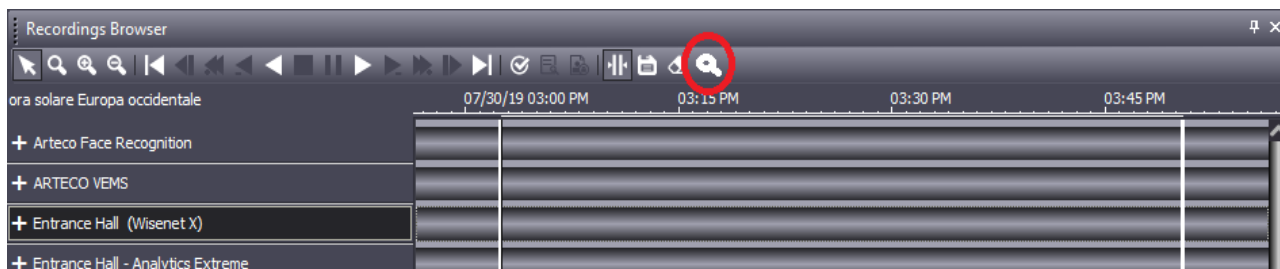 Recordings Browser
ora solare Europa occidentale
07/30/19 03:00 PM 03:15 PM 03:30 PM 03:45 PM
Arteco Face Recognition
ARTECO VEMS
Entrance Hall (Wisenet X)
Entrance Hall - Analytics Extreme